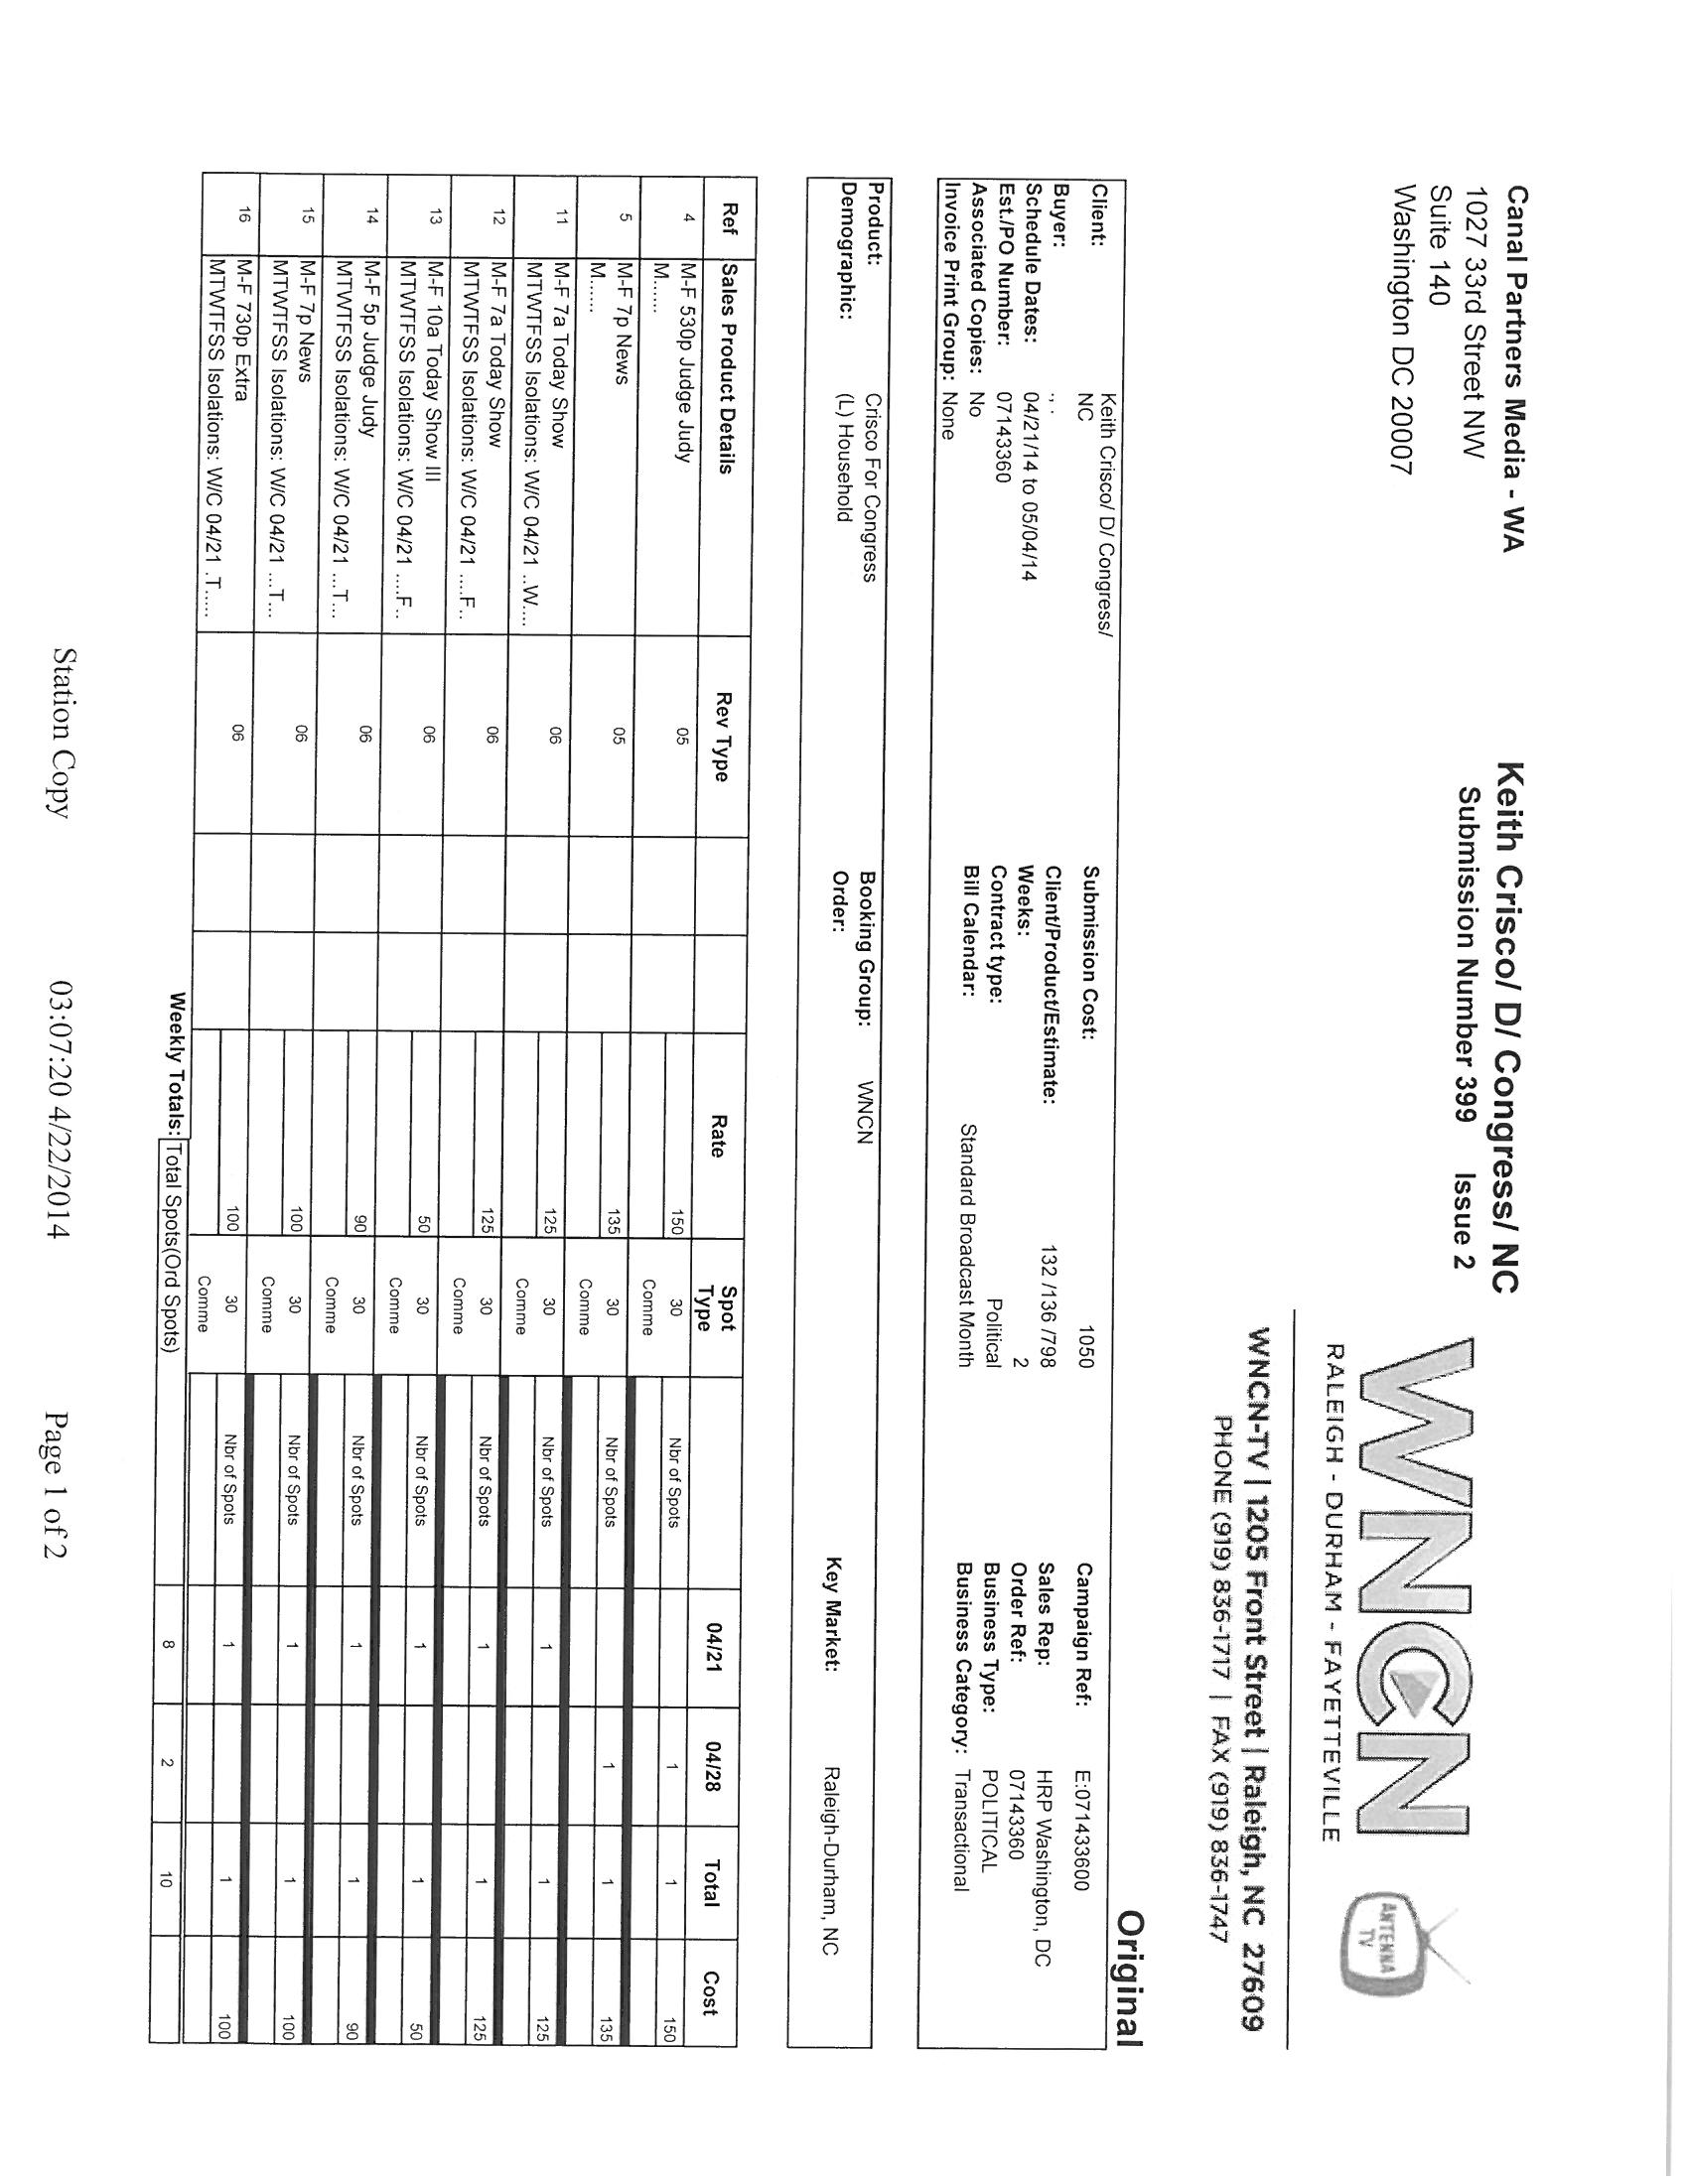 Canal Partners Media - WA
1027 33rd Street NW
Suite 140
Washington DC 20007
Keith Crisco/ D/ Congress/ NC
Submission Number 399 Issue 2
WNCN
RALEIGH - DURHAM - FAYETTEVILLE
ANTENNA
TV
WNCN-TV | 1205 Front Street | Raleigh, NC 27609
PHONE (919) 836-1717 | FAX (919) 836-1747
Original
Client: Keith Crisco/ D/ Congress/ Submission Cost: 1050 Campaign Ref: E:071433600
NC
Buyer: , , Client/Product/Estimate: 132 /136 /798 Sales Rep: HRP Washington, DC
Schedule Dates: 04/21/14 to 05/04/14 Weeks: 2 Order Ref: 07143360
Est./PO Number: 07143360 Contract type: Political Business Type: POLITICAL
Associated Copies: No Bill Calendar: Standard Broadcast Month Business Category: Transactional
Invoice Print Group: None
Product: Crisco For Congress Booking Group: WNCN
Demographic: (L) Household Order: Key Market: Raleigh-Durham, NC
Ref Sales Product Details Rev Type Rate Spot Type 04/21 04/28 Total Cost
4 M-F 530p Judge Judy 05 150 30 Nbr of Spots 1 1 150
M...... Comme
5 M-F 7p News 05 135 30 Nbr of Spots 1 1 135
M...... Comme
11 M-F 7a Today Show 06 125 30 Nbr of Spots 1 1 125
MTWTFSS Isolations: W/C 04/21 ..W.... Comme
12 M-F 7a Today Show 06 125 30 Nbr of Spots 1 1 125
MTWTFSS Isolations: W/C 04/21 ....F.. Comme
13 M-F 10a Today Show III 06 50 30 Nbr of Spots 1 1 50
MTWTFSS Isolations: W/C 04/21 ....F.. Comme
14 M-F 5p Judge Judy 06 90 30 Nbr of Spots 1 1 90
MTWTFSS Isolations: W/C 04/21 ...T... Comme
15 M-F 7p News 06 100 30 Nbr of Spots 1 1 100
MTWTFSS Isolations: W/C 04/21 ...T... Comme
16 M-F 730p Extra 06 100 30 Nbr of Spots 1 1 100
MTWTFSS Isolations: W/C 04/21 .T..... Comme
Weekly Totals: Total Spots(Ord Spots) 8 2 10
Station Copy 03:07:20 4/22/2014 Page 1 of 2